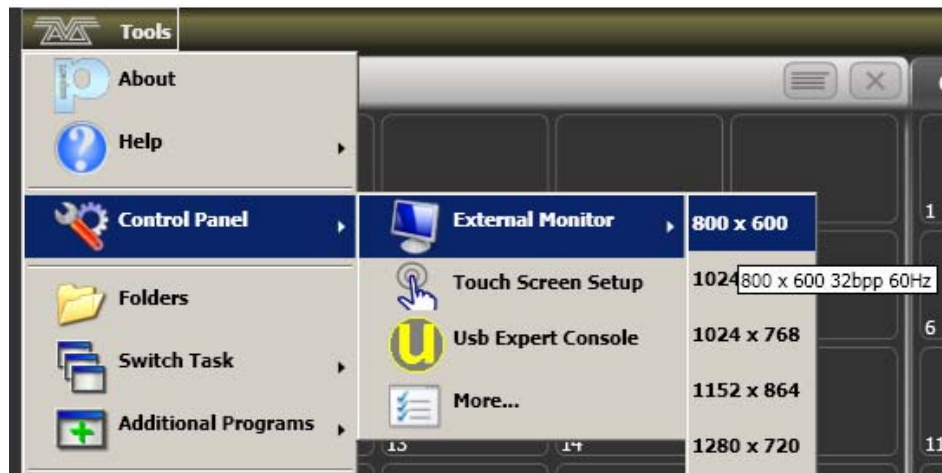 Tools
About
Help
Control Panel
Folders
Switch Task
Additional Programs
External Monitor
Touch Screen Setup
Usb Expert Console
More...
800 x 600
1024
800 x 600 32bpp 60Hz
1024 x 768
1152 x 864
1280 x 720
1
6
13
14
11